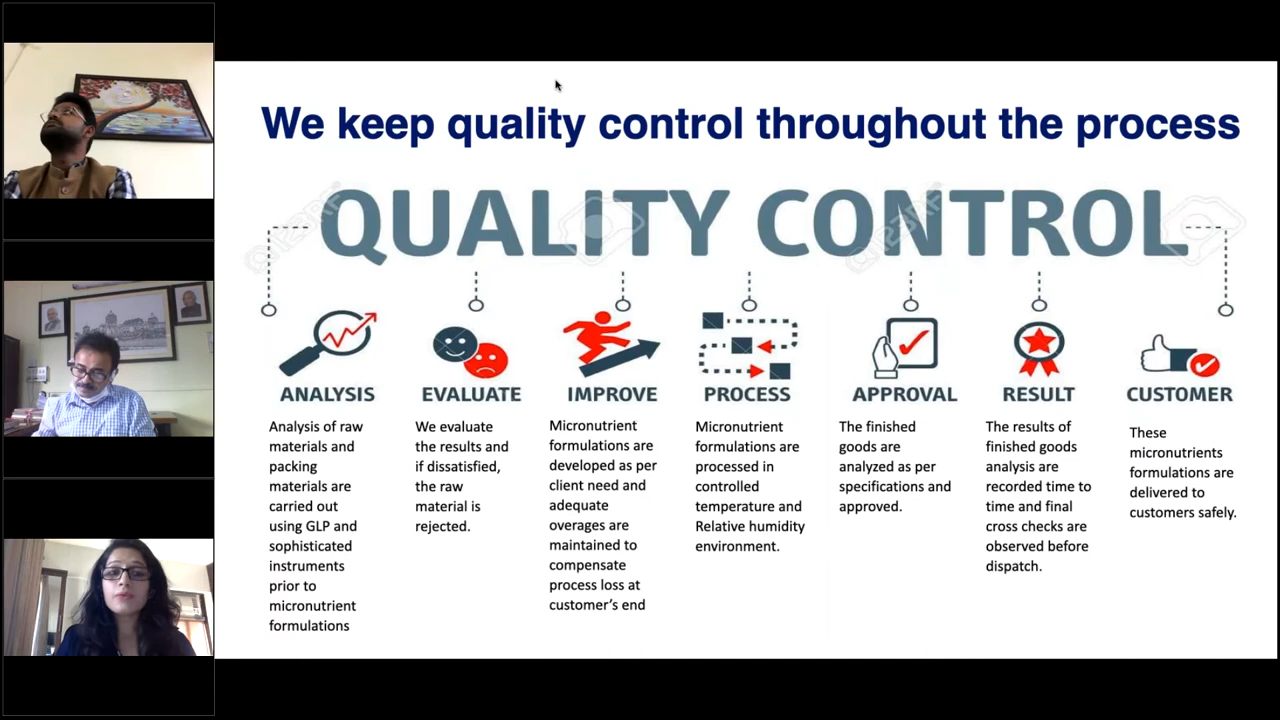 We keep quality control throughout the process
QUALITY CONTROL
ANALYSIS
Analysis of raw
materials and
packing
materials are
carried out
using GLP and
sophisticated
instruments
prior to
micronutrient
formulations
EVALUATE
We evaluate
the results and
if dissatisfied,
the raw
material is
rejected.
IMPROVE
Micronutrient
formulations are
developed as per
client need and
adequate
overages are
maintained to
compensate
process loss at
customer's end
PROCESS
Micronutrient
formulations are
processed in
controlled
temperature and
Relative humidity
environment.
APPROVAL
The finished
goods are
analyzed as per
specifications and
approved.
RESULT
The results of
finished goods
analysis are
recorded time to
time and final
cross checks are
observed before
dispatch.
CUSTOMER
These
micronutrients
formulations are
delivered to
customers safely.
123RF
123RF